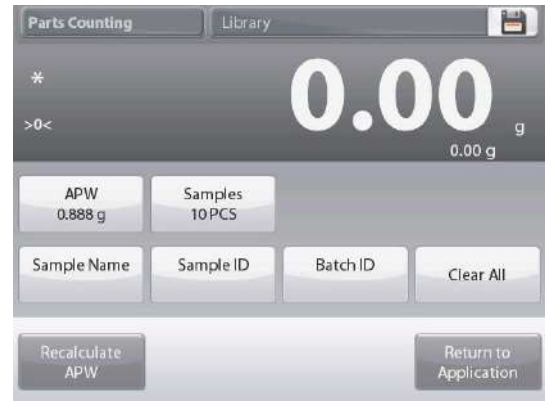 Parts Counting
Library
*
0.00 g
>0<
0.00 g
APW
0.888 g
Samples
10 PCS
Sample Name
Sample ID
Batch ID
Clear All
Recalculate
APW
Return to
Application